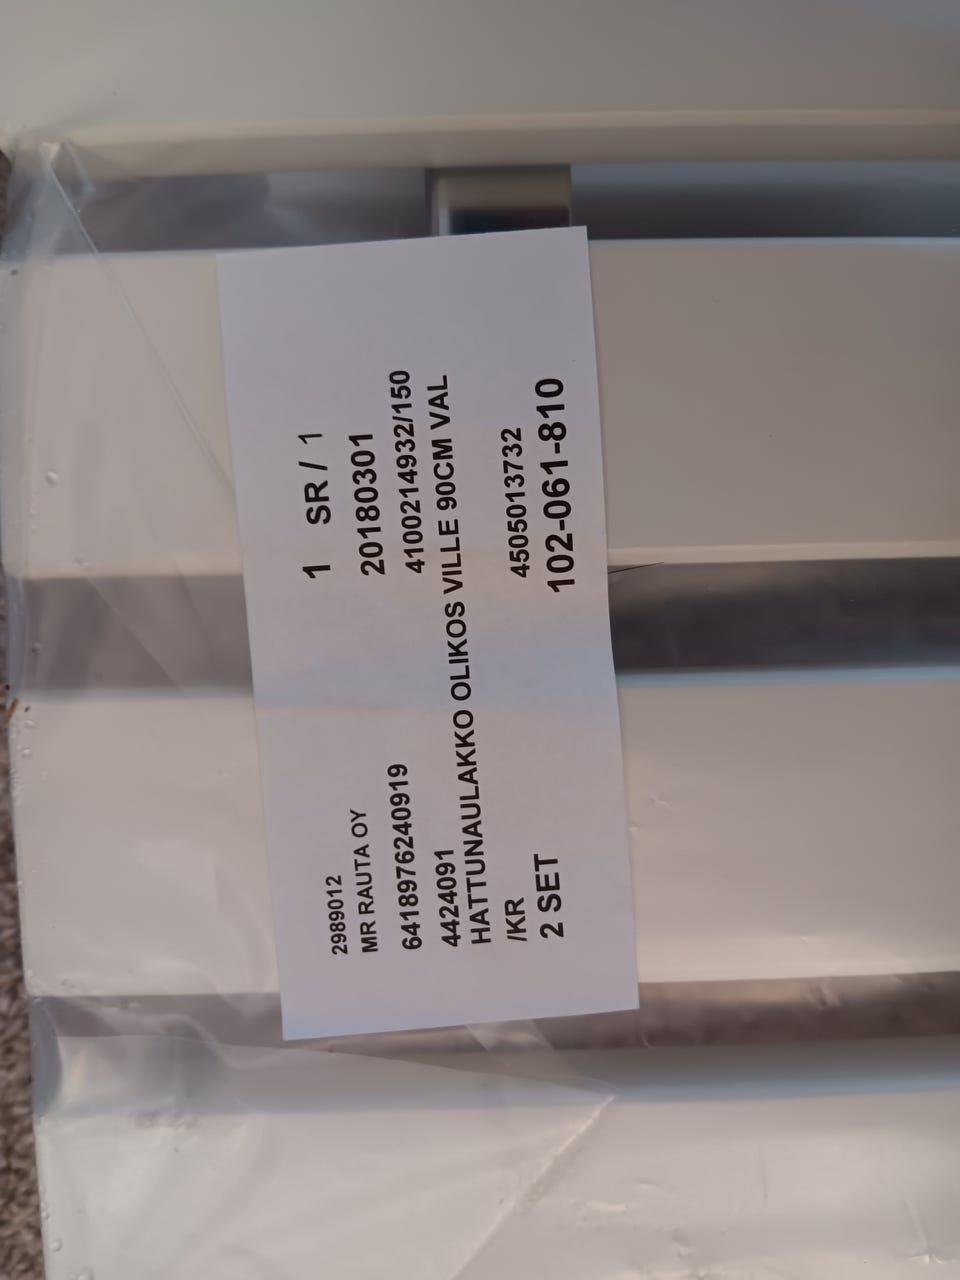 2989012 1 SR / 1
MR RAUTA OY 20180301
6418976240919 4100214932/150
4424091
HATTUNAULAKKO OLIKOS VILLE 90CM VAL
/KR 4505013732
2 SET 102-061-810